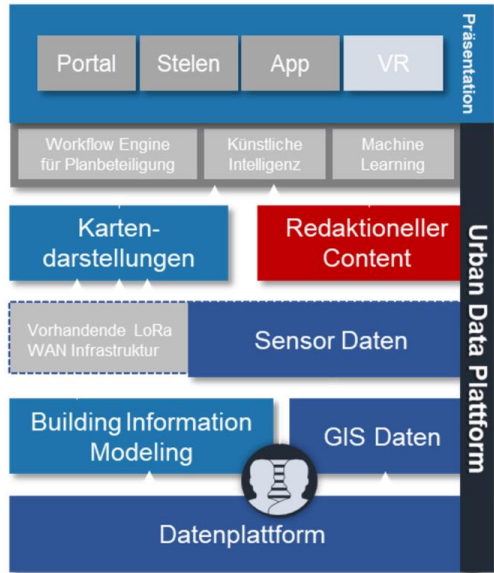 Präsentation
Portal
Stelen
App
VR
Workflow Engine
für Planbeteiligung
Künstliche
Intelligenz
Machine
Learning
Karten-
darstellungen
Redaktioneller
Content
Urban Data Plattform
Vorhandende LoRa
WAN Infrastruktur
Sensor Daten
Building Information
Modeling
GIS Daten
Datenplattform